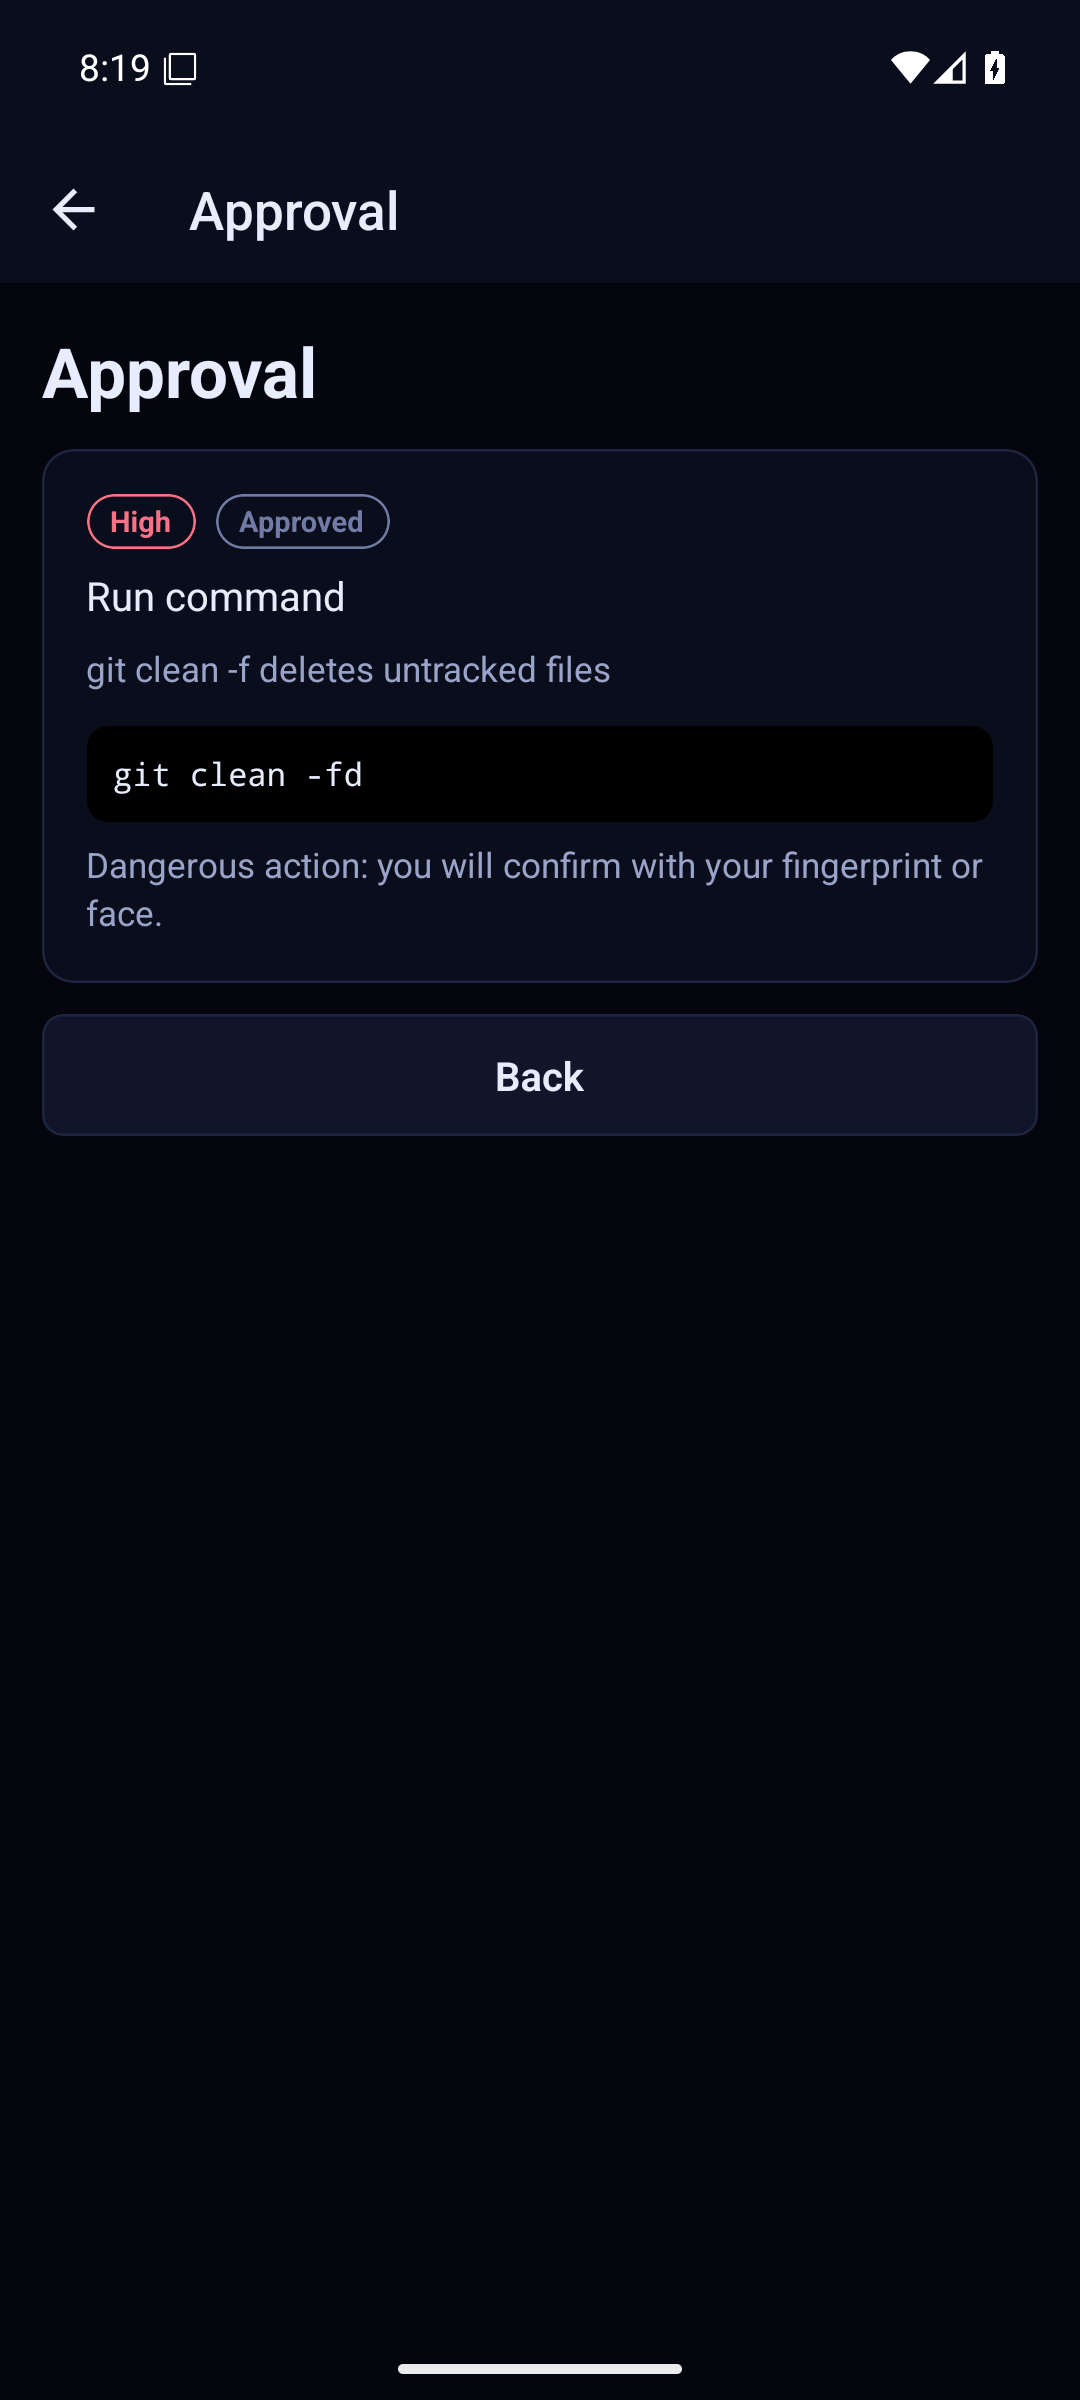 8:19
Approval
Approval
High Approved
Run command
git clean -f deletes untracked files
git clean -fd
Dangerous action: you will confirm with your fingerprint or
face.
Back